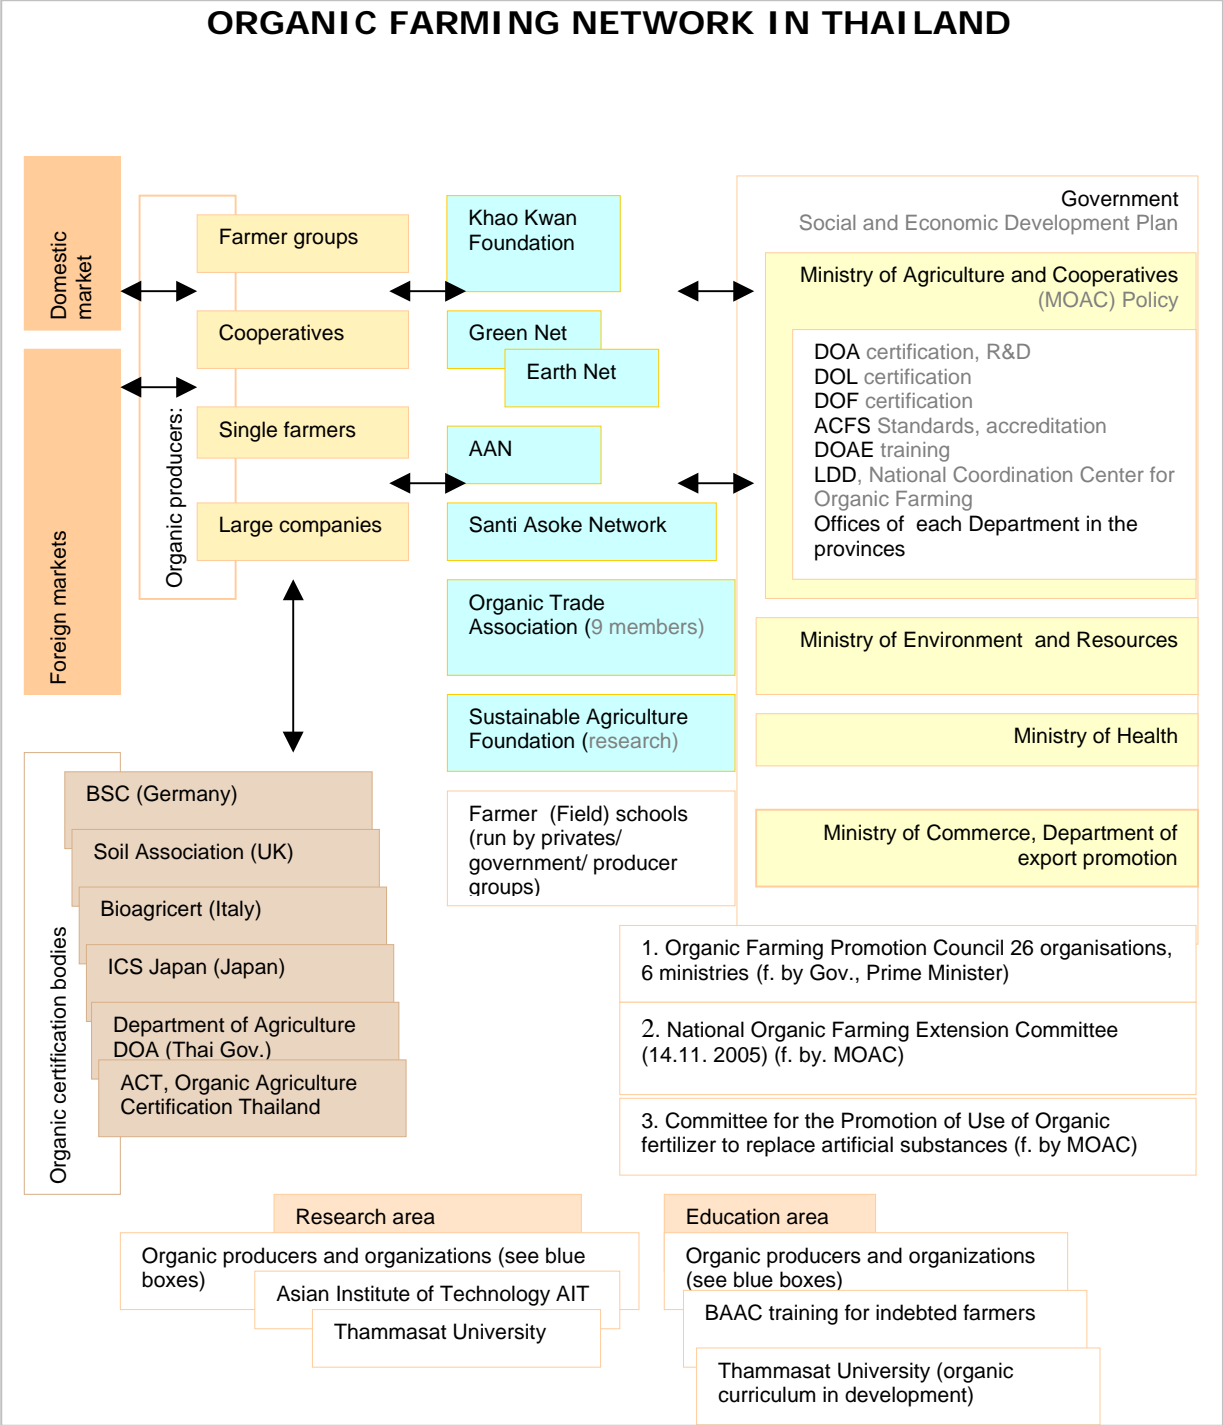 ORGANIC FARMING NETWORK IN THAILAND
Domestic
market
Foreign markets
Organic producers:
Farmer groups
Cooperatives
Single farmers
Large companies
Khao Kwan
Foundation
Green Net
Earth Net
AAN
Santi Asoke Network
Organic Trade
Association (9 members)
Sustainable Agriculture
Foundation (research)
Farmer (Field) schools
(run by privates/
government/ producer
groups)
Government
Social and Economic Development Plan
Ministry of Agriculture and Cooperatives
(MOAC) Policy
DOA certification, R&D
DOL certification
DOF certification
ACFS Standards, accreditation
DOAE training
LDD, National Coordination Center for
Organic Farming
Offices of each Department in the
provinces
Ministry of Environment and Resources
Ministry of Health
Ministry of Commerce, Department of
export promotion
Organic certification bodies
BSC (Germany)
Soil Association (UK)
Bioagricert (Italy)
ICS Japan (Japan)
Department of Agriculture
DOA (Thai Gov.)
ACT, Organic Agriculture
Certification Thailand
1. Organic Farming Promotion Council 26 organisations,
6 ministries (f. by Gov., Prime Minister)
2. National Organic Farming Extension Committee
(14.11. 2005) (f. by. MOAC)
3. Committee for the Promotion of Use of Organic
fertilizer to replace artificial substances (f. by MOAC)
Research area
Organic producers and organizations (see blue
boxes)
Asian Institute of Technology AIT
Thammasat University
Education area
Organic producers and organizations
(see blue boxes)
BAAC training for indebted farmers
Thammasat University (organic
curriculum in development)